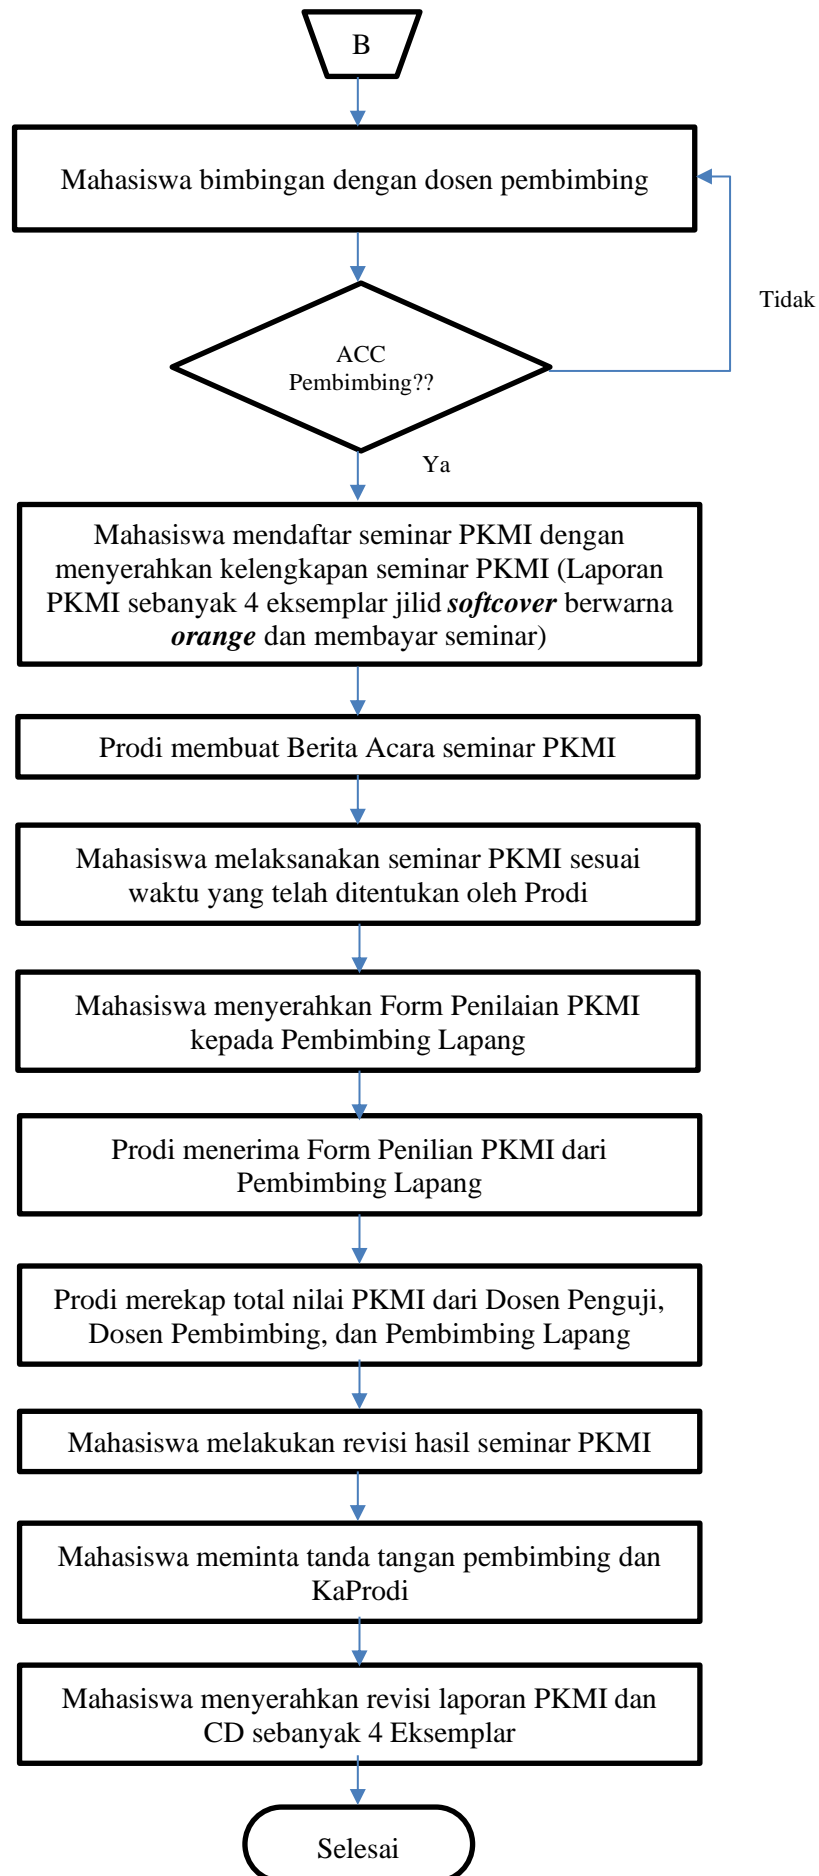 B
Mahasiswa bimbingan dengan dosen pembimbing
Tidak
ACC
Pembimbing??
Ya
Mahasiswa mendaftar seminar PKMI dengan
menyerahkan kelengkapan seminar PKMI (Laporan
PKMI sebanyak 4 eksemplar jilid softcover berwarna
orange dan membayar seminar)
Prodi membuat Berita Acara seminar PKMI
Mahasiswa melaksanakan seminar PKMI sesuai
waktu yang telah ditentukan oleh Prodi
Mahasiswa menyerahkan Form Penilaian PKMI
kepada Pembimbing Lapang
Prodi menerima Form Penilian PKMI dari
Pembimbing Lapang
Prodi merekap total nilai PKMI dari Dosen Penguji,
Dosen Pembimbing, dan Pembimbing Lapang
Mahasiswa melakukan revisi hasil seminar PKMI
Mahasiswa meminta tanda tangan pembimbing dan
KaProdi
Mahasiswa menyerahkan revisi laporan PKMI dan
CD sebanyak 4 Eksemplar
Selesai